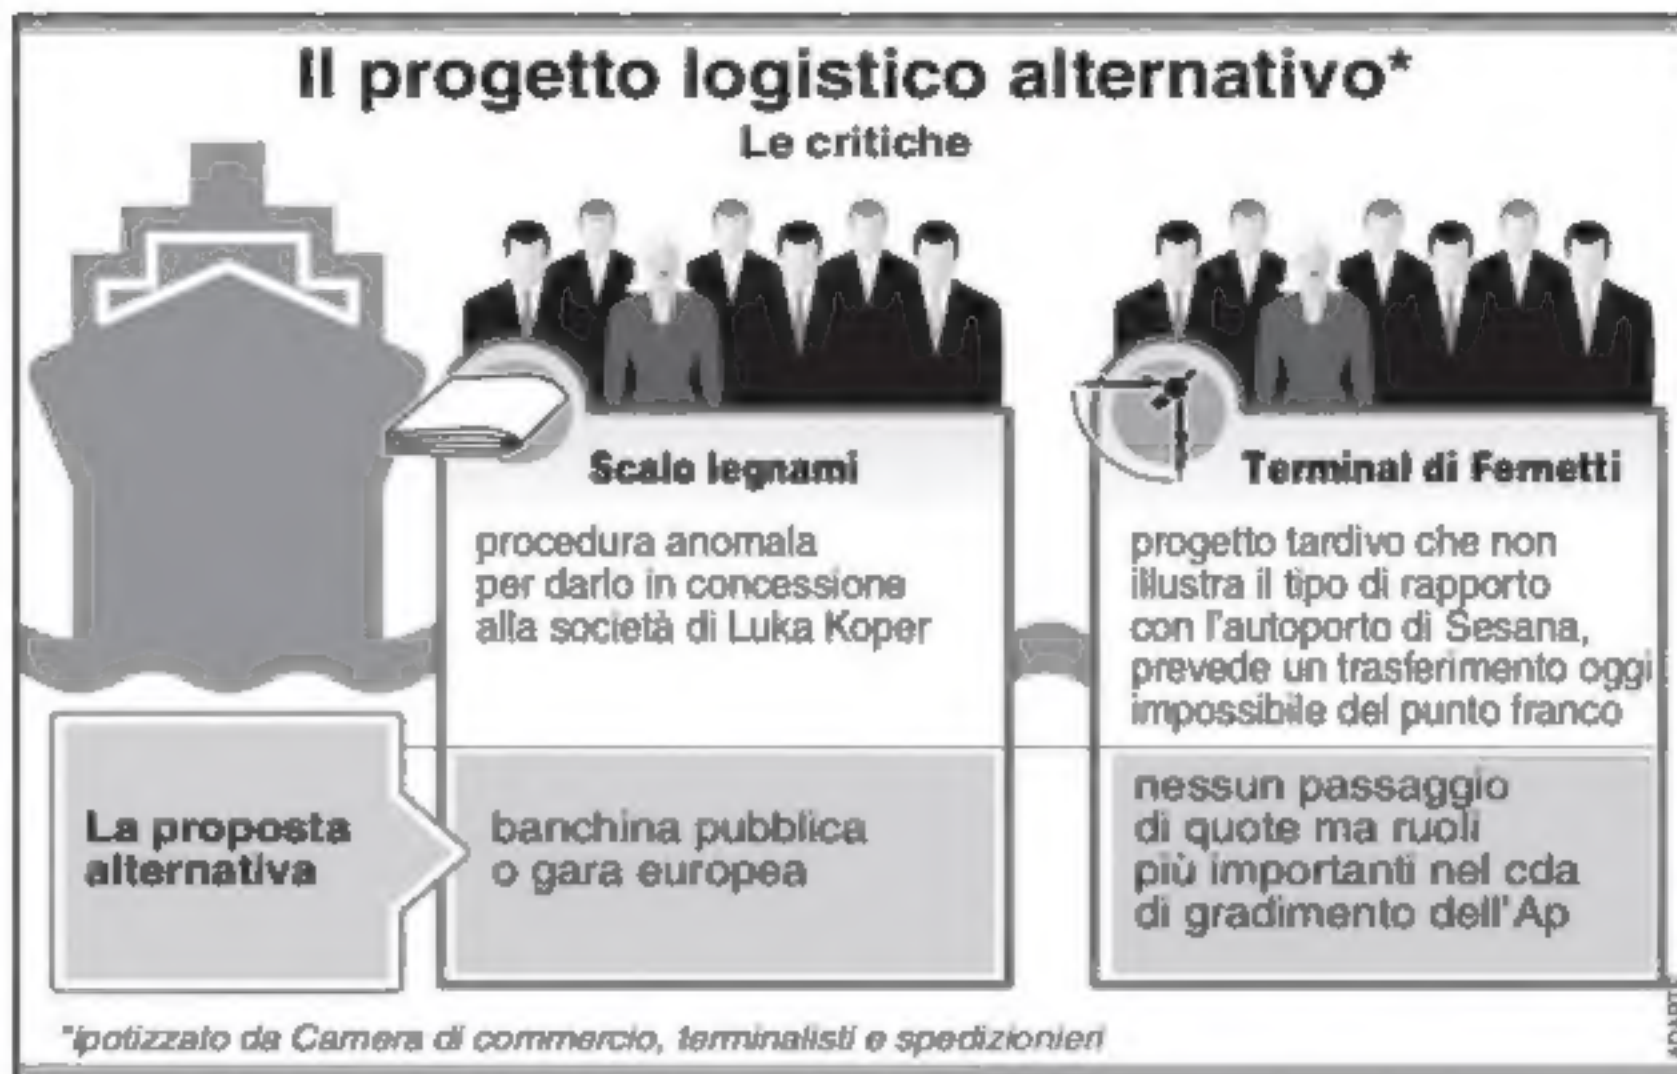 Il progetto logistico alternativo*
Le critiche
Scalo legnami
procedura anomala
per darlo in concessione
alla società di Luka Koper
Terminal di Fernetti
progetto tardivo che non
illustra il tipo di rapporto
con l'autoporto di Sesana,
prevede un trasferimento oggi
impossibile del punto franco
La proposta
alternativa
banchina pubblica
o gara europea
nessun passaggio
di quote ma ruoli
più importanti nel cda
di gradimento dell'Ap
*ipotizzato da Camera di commercio, terminalisti e spedizionieri